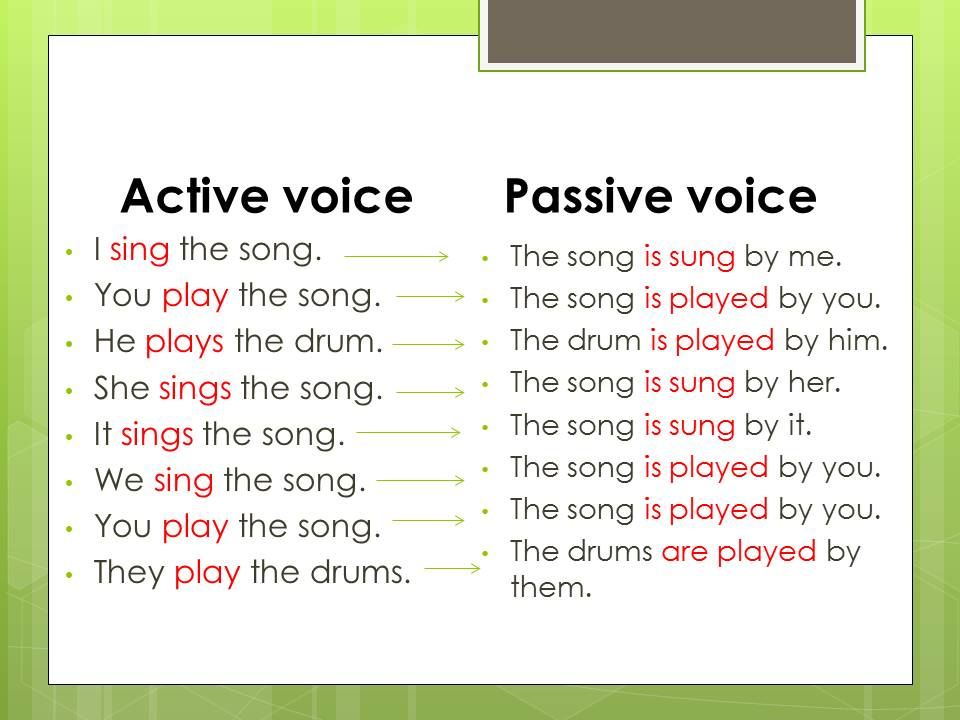 Active voice
I sing the song.
You play the song.
He plays the drum.
She sings the song.
It sings the song.
We sing the song.
You play the song.
They play the drums.
Passive voice
The song is sung by me.
The song is played by you.
The drum is played by him.
The song is sung by her.
The song is sung by it.
The song is played by you.
The song is played by you.
The drums are played by
them.